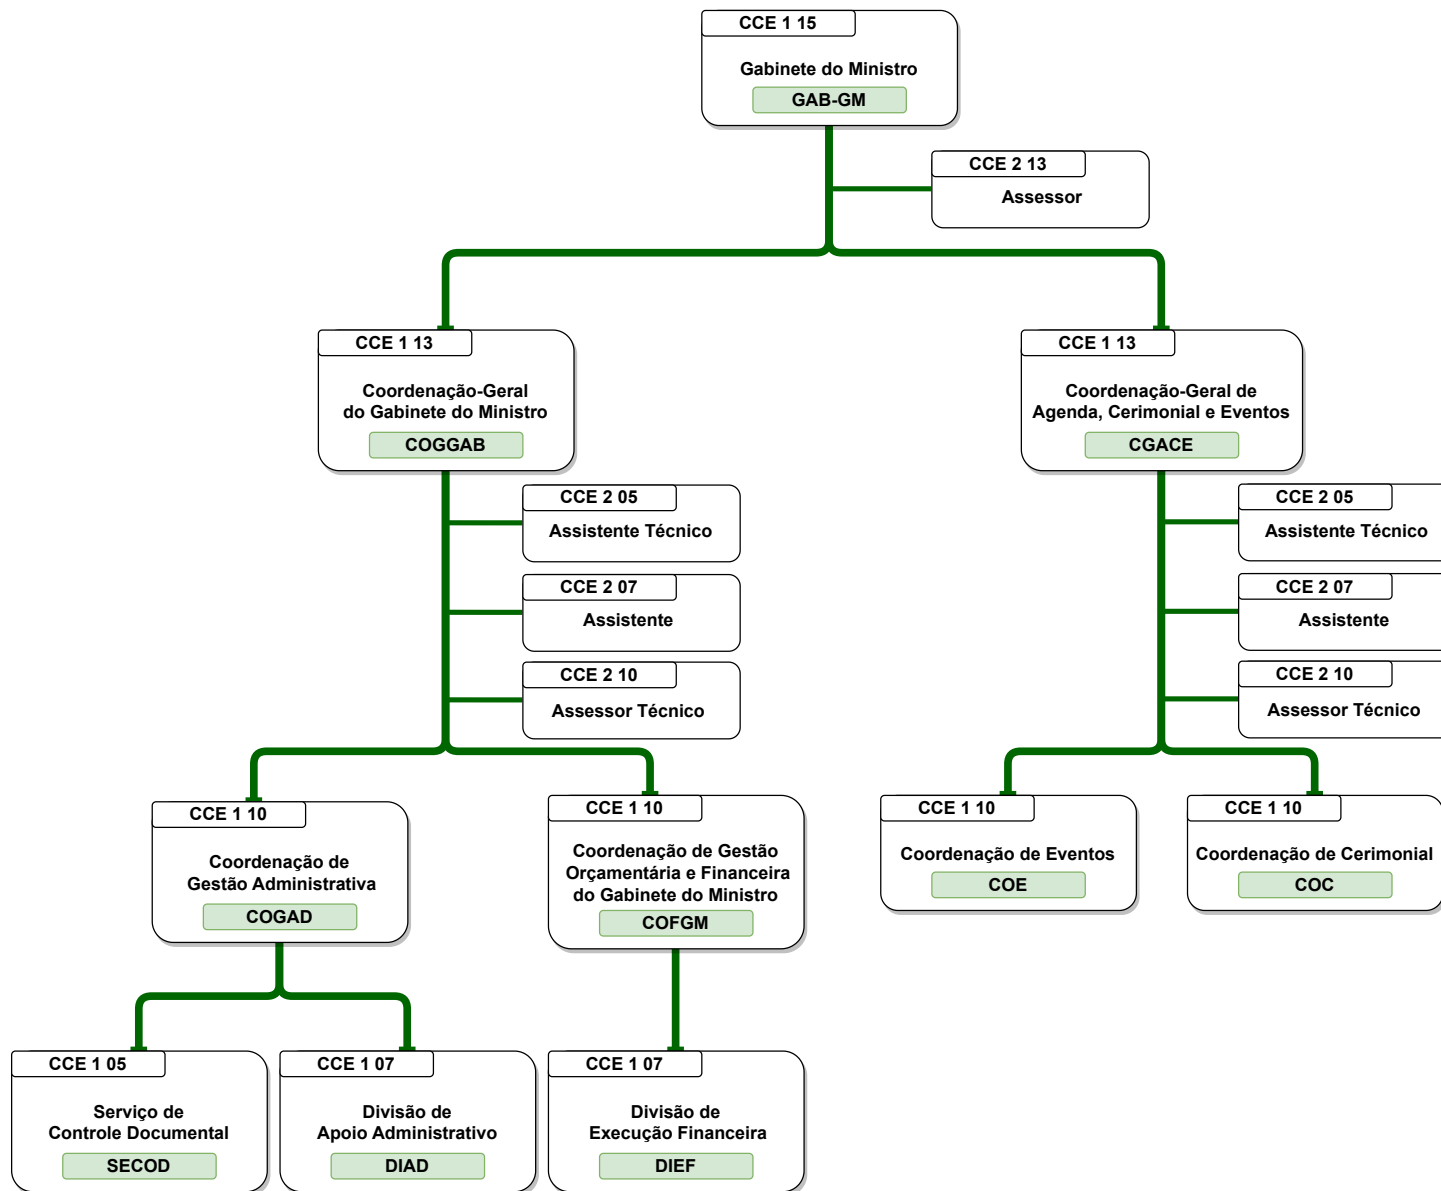 CCE 1 15
Gabinete do Ministro
GAB-GM
CCE 2 13
Assessor
CCE 1 13
Coordenação-Geral
do Gabinete do Ministro
COGGAB
CCE 1 13
Coordenação-Geral de
Agenda, Cerimonial e Eventos
CGACE
CCE 2 05
Assistente Técnico
CCE 2 07
Assistente
CCE 2 10
Assessor Técnico
CCE 2 05
Assistente Técnico
CCE 2 07
Assistente
CCE 2 10
Assessor Técnico
CCE 1 10
Coordenação de
Gestão Administrativa
COGAD
CCE 1 10
Coordenação de Gestão
Orçamentária e Financeira
do Gabinete do Ministro
COFGM
CCE 1 10
Coordenação de Eventos
COE
CCE 1 10
Coordenação de Cerimonial
COC
CCE 1 05
Serviço de
Controle Documental
SECOD
CCE 1 07
Divisão de
Apoio Administrativo
DIAD
CCE 1 07
Divisão de
Execução Financeira
DIEF